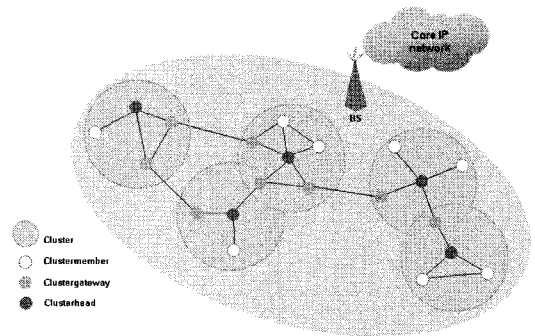 Core IP
network
BS
Cluster
Clustermember
Clustergateway
Clusterhead